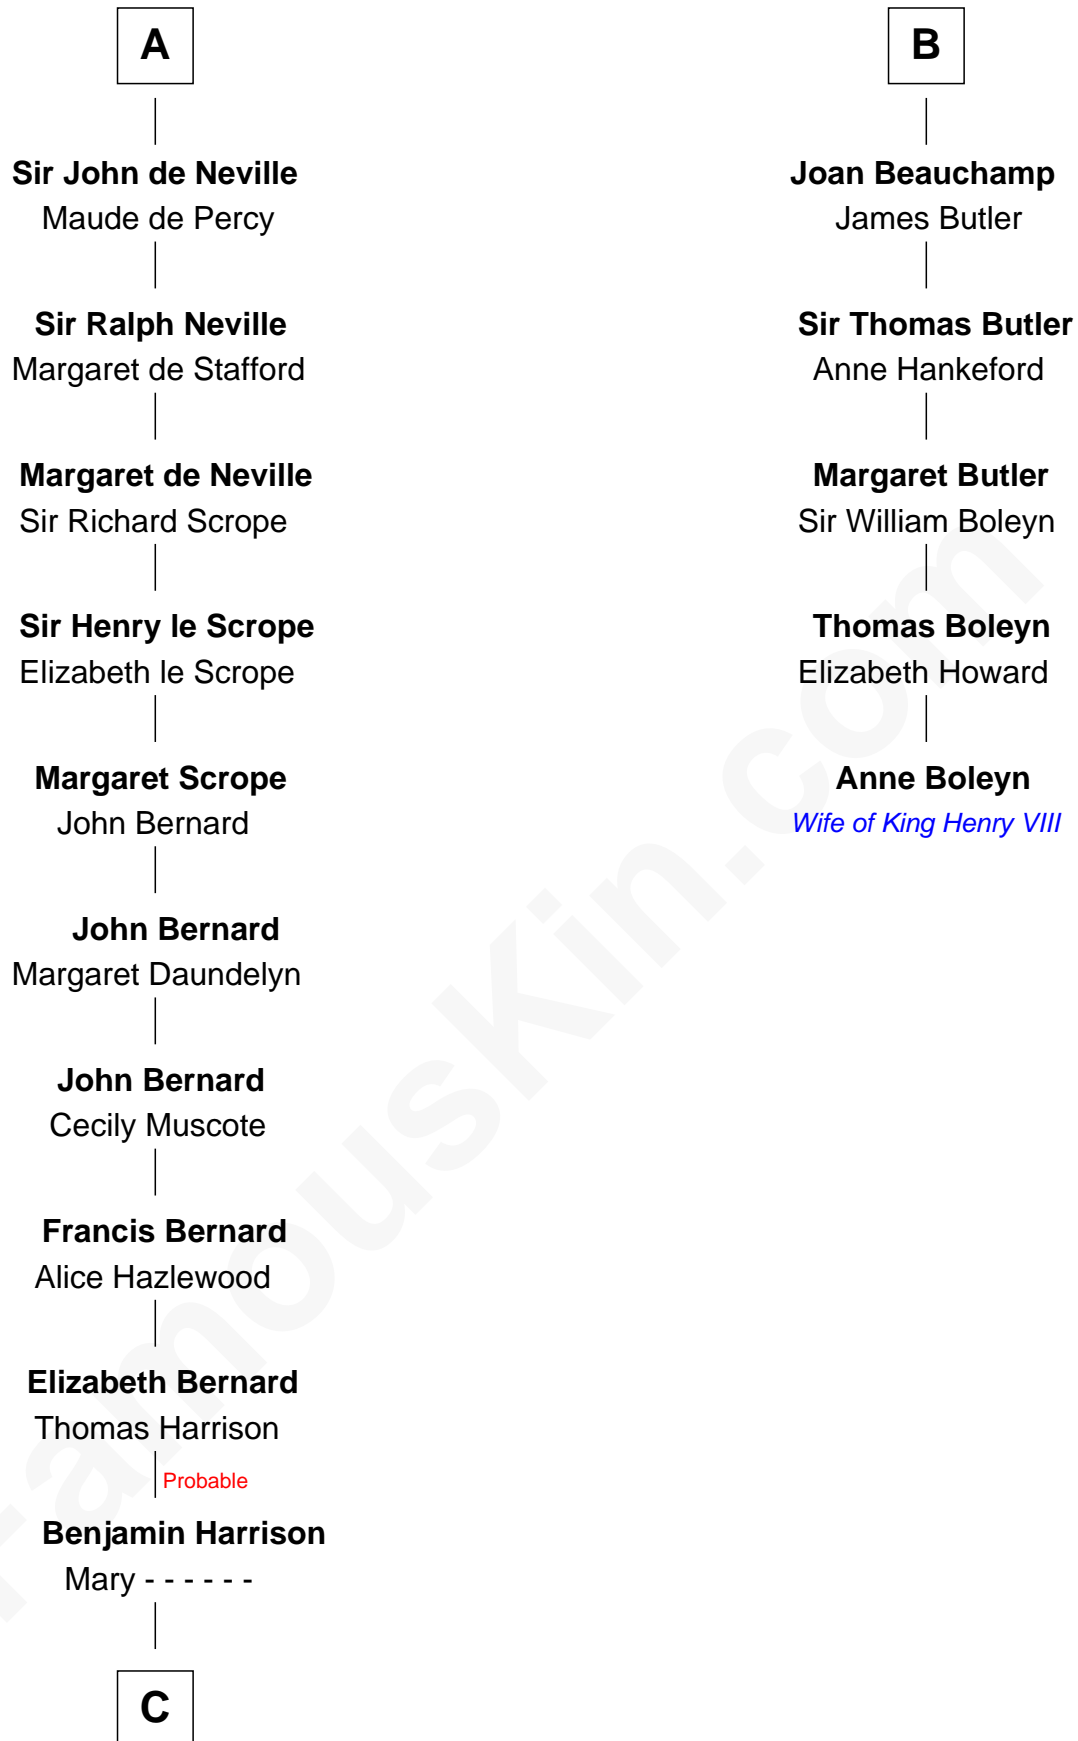 A
Sir John de Neville
Maude de Percy
Sir Ralph Neville
Margaret de Stafford
Margaret de Neville
Sir Richard Scrope
Sir Henry le Scrope
Elizabeth le Scrope
Margaret Scrope
John Bernard
John Bernard
Margaret Daundelyn
John Bernard
Cecily Muscote
Francis Bernard
Alice Hazlewood
Elizabeth Bernard
Thomas Harrison
Probable
Benjamin Harrison
Mary - - - - - -
C
B
Joan Beauchamp
James Butler
Sir Thomas Butler
Anne Hankeford
Margaret Butler
Sir William Boleyn
Thomas Boleyn
Elizabeth Howard
Anne Boleyn
Wife of King Henry VIII
FamousKin.com